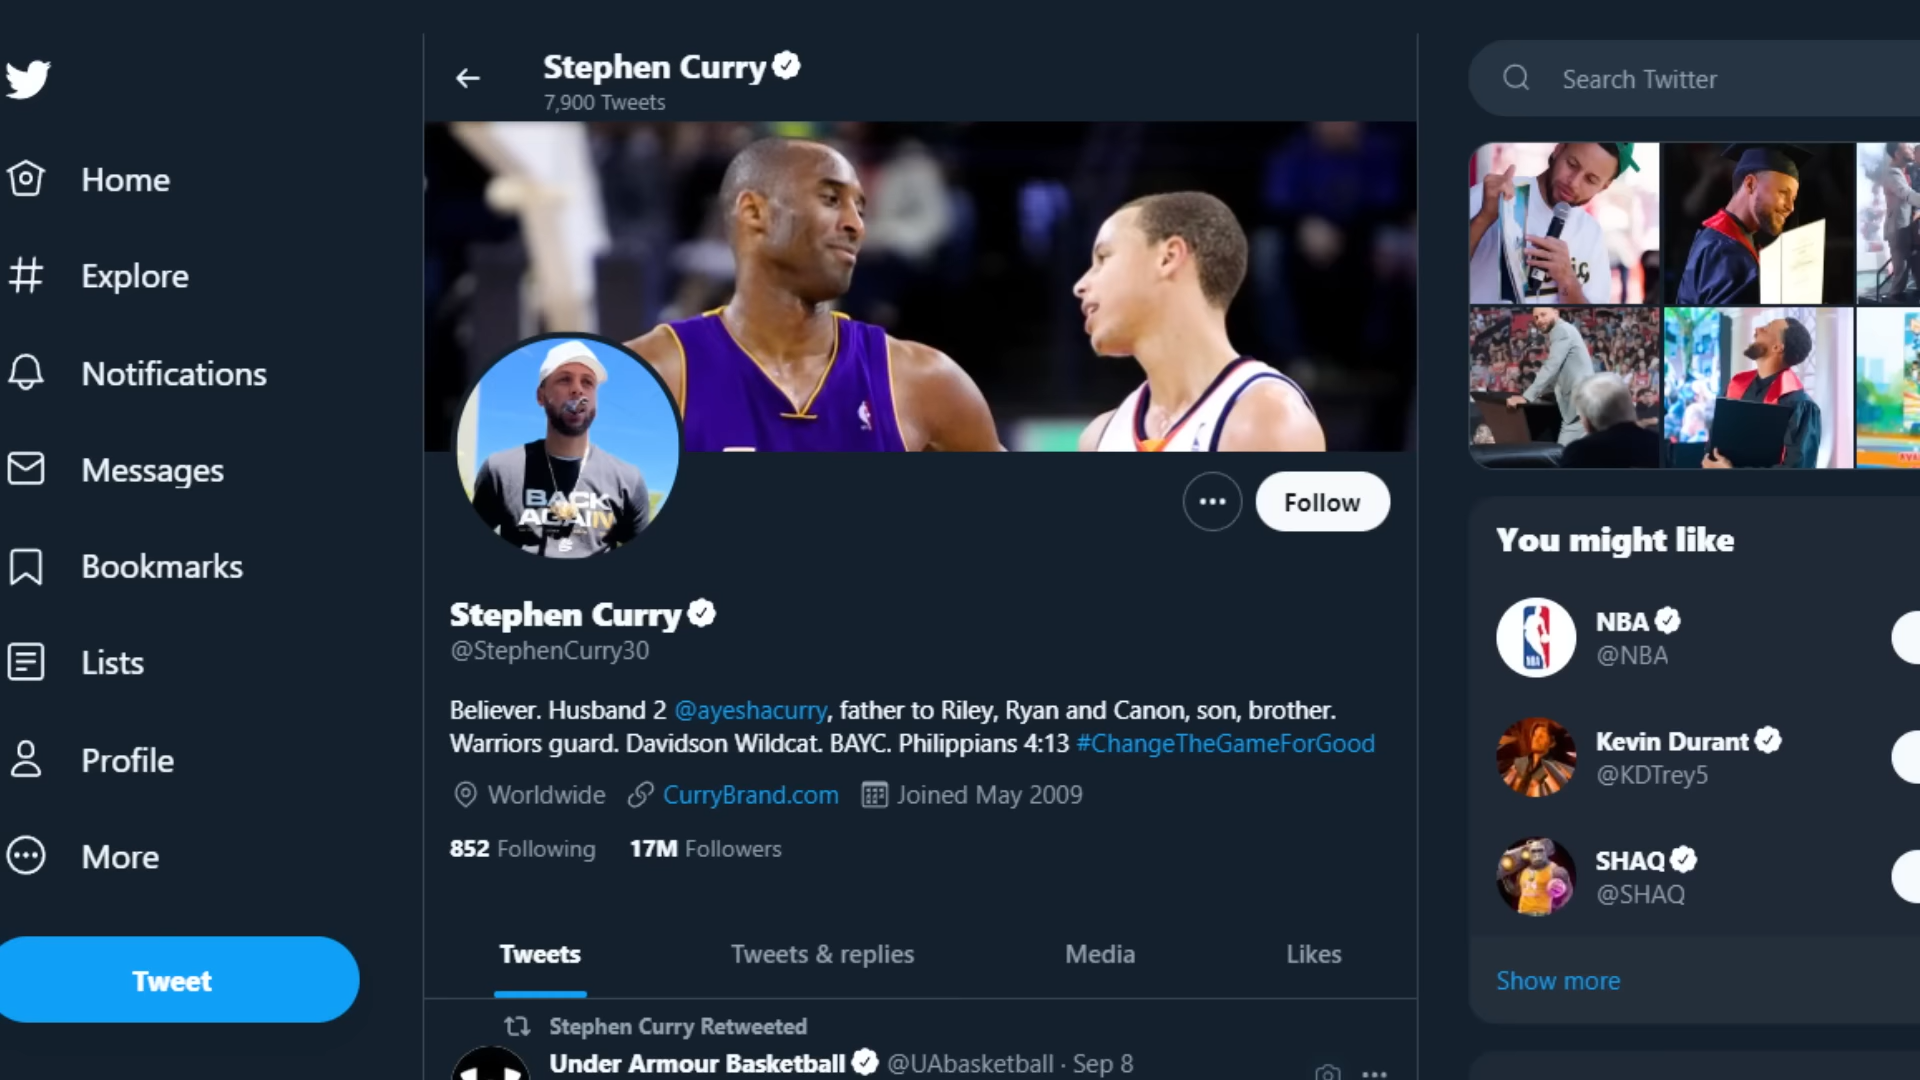 Home
Explore
Notifications
Messages
Bookmarks
Lists
Profile
More
Tweet
Stephen Curry
7,900 Tweets
BACK
AGAIN
Follow
Stephen Curry
@StephenCurry30
Believer. Husband 2 @ayeshacurry, father to Riley, Ryan and Canon, son, brother.
Warriors guard. Davidson Wildcat. BAYC. Philippians 4:13 #ChangeTheGameForGood
Worldwide CurryBrand.com Joined May 2009
852 Following 17M Followers
Tweets Tweets & replies Media Likes
Stephen Curry Retweeted
Under Armour Basketball @UAbasketball · Sep 8
Search Twitter
You might like
NBA
NBA
@NBA
Kevin Durant
@KDTrey5
SHAQ
@SHAQ
Show more